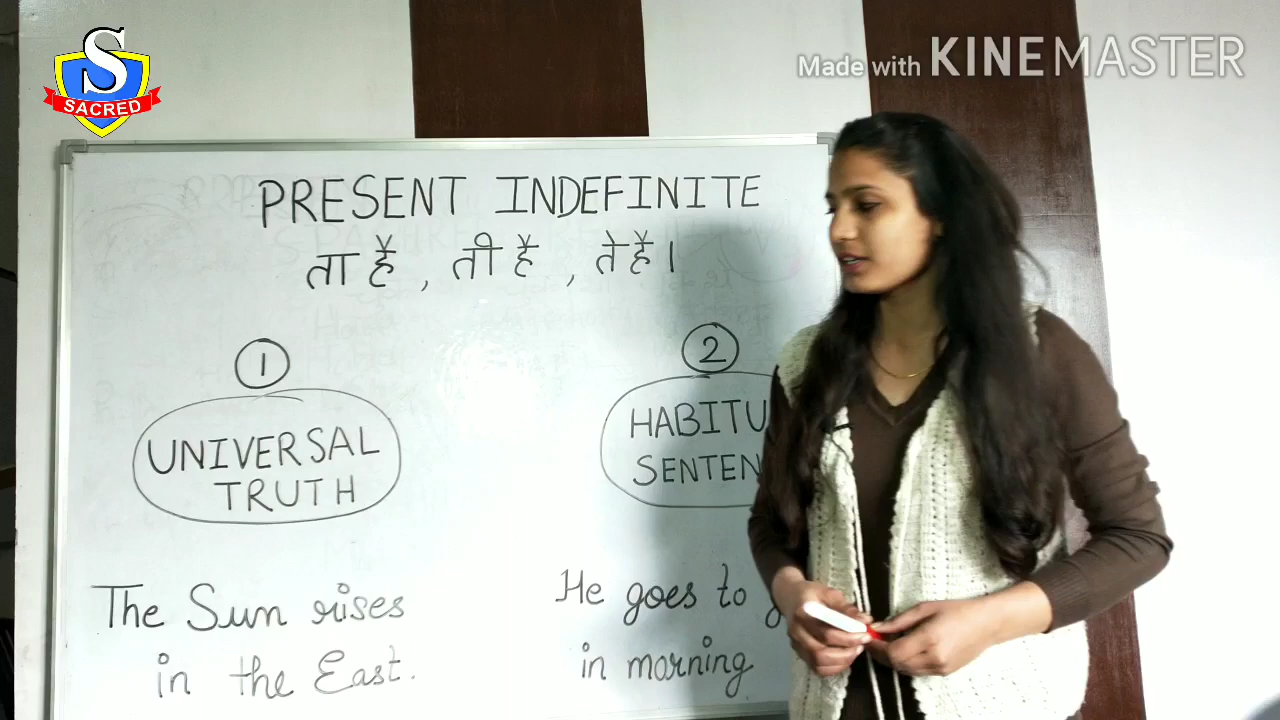 S
SACRED
Made with KINEMASTER
PRESENT INDEFINITE
ता है , ती है , ते हैं ।
1
UNIVERSAL
TRUTH
The Sun rises
in the East.
2
HABITU
SENTEN
He goes to
in morning